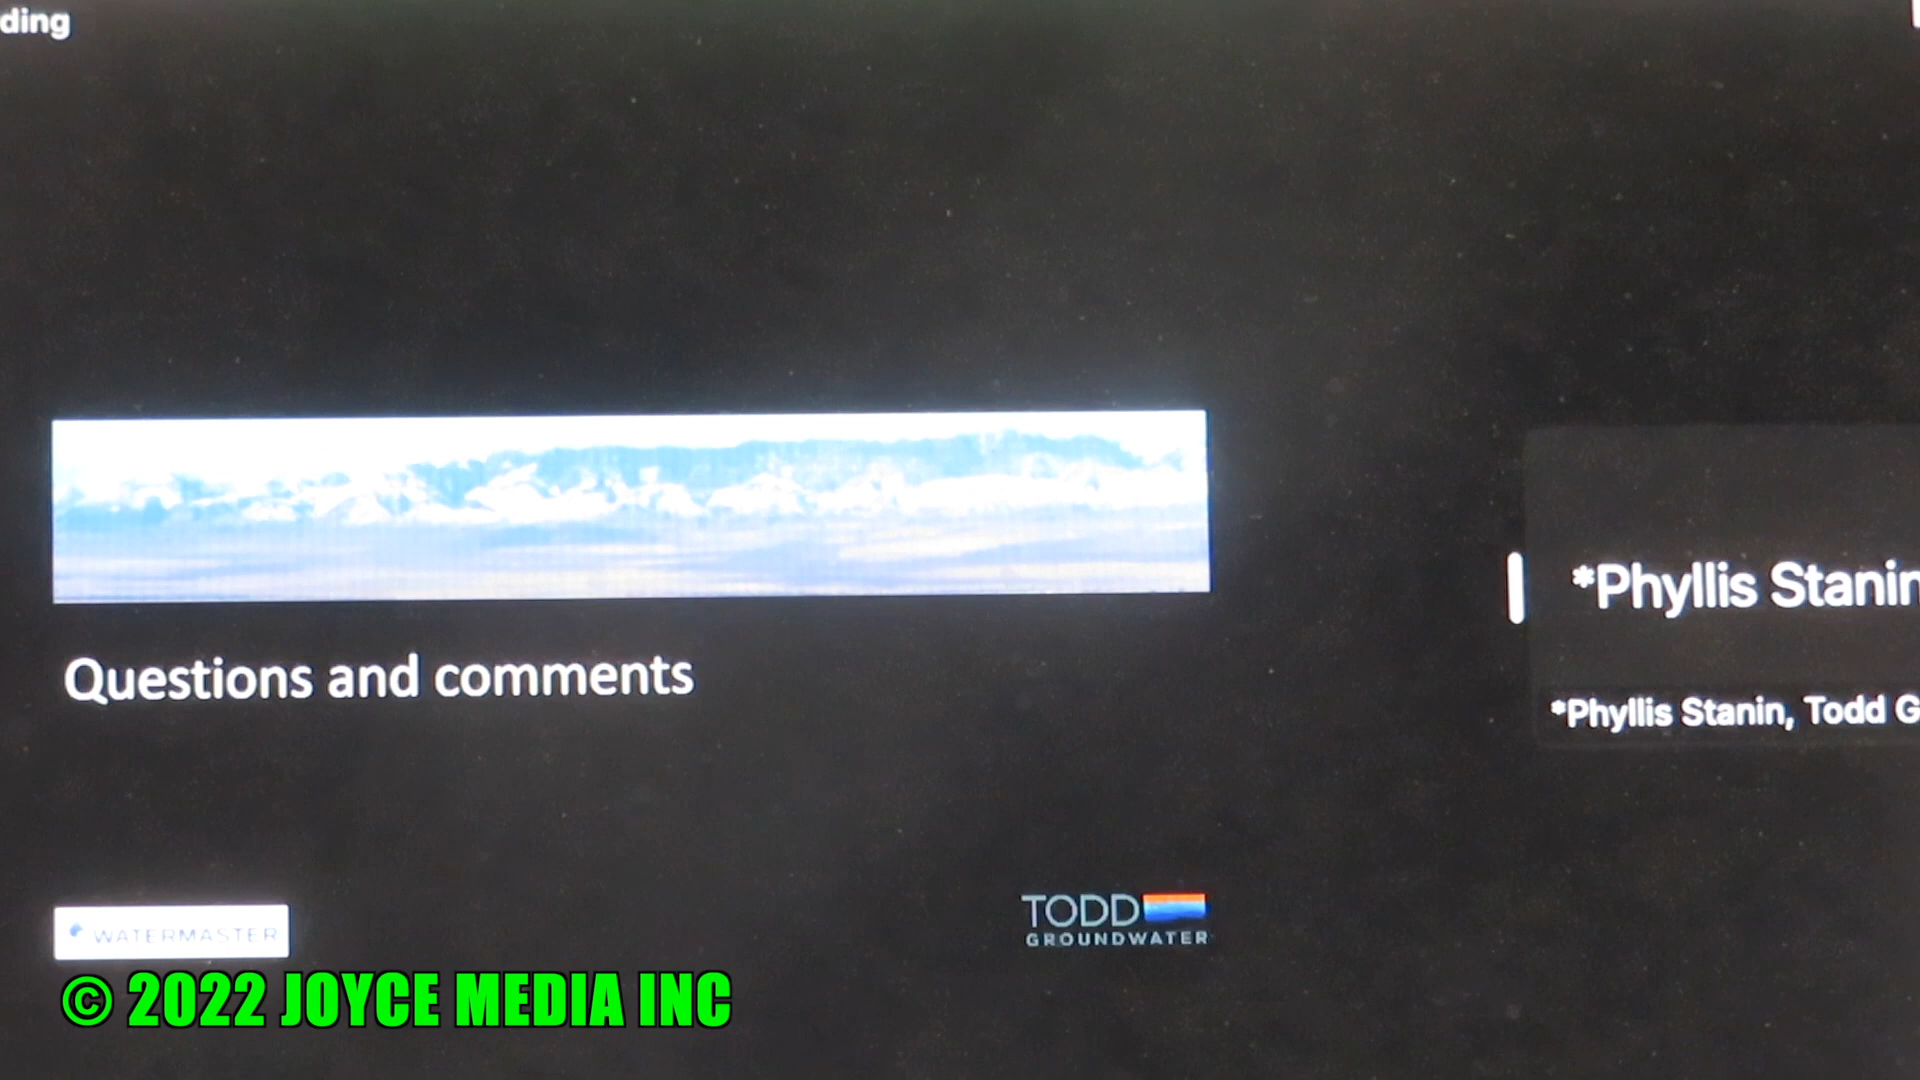 ding
*Phyllis Stanin
Questions and comments
*Phyllis Stanin, Todd G
WATERMASTER
TODD
GROUNDWATER
© 2022 JOYCE MEDIA INC